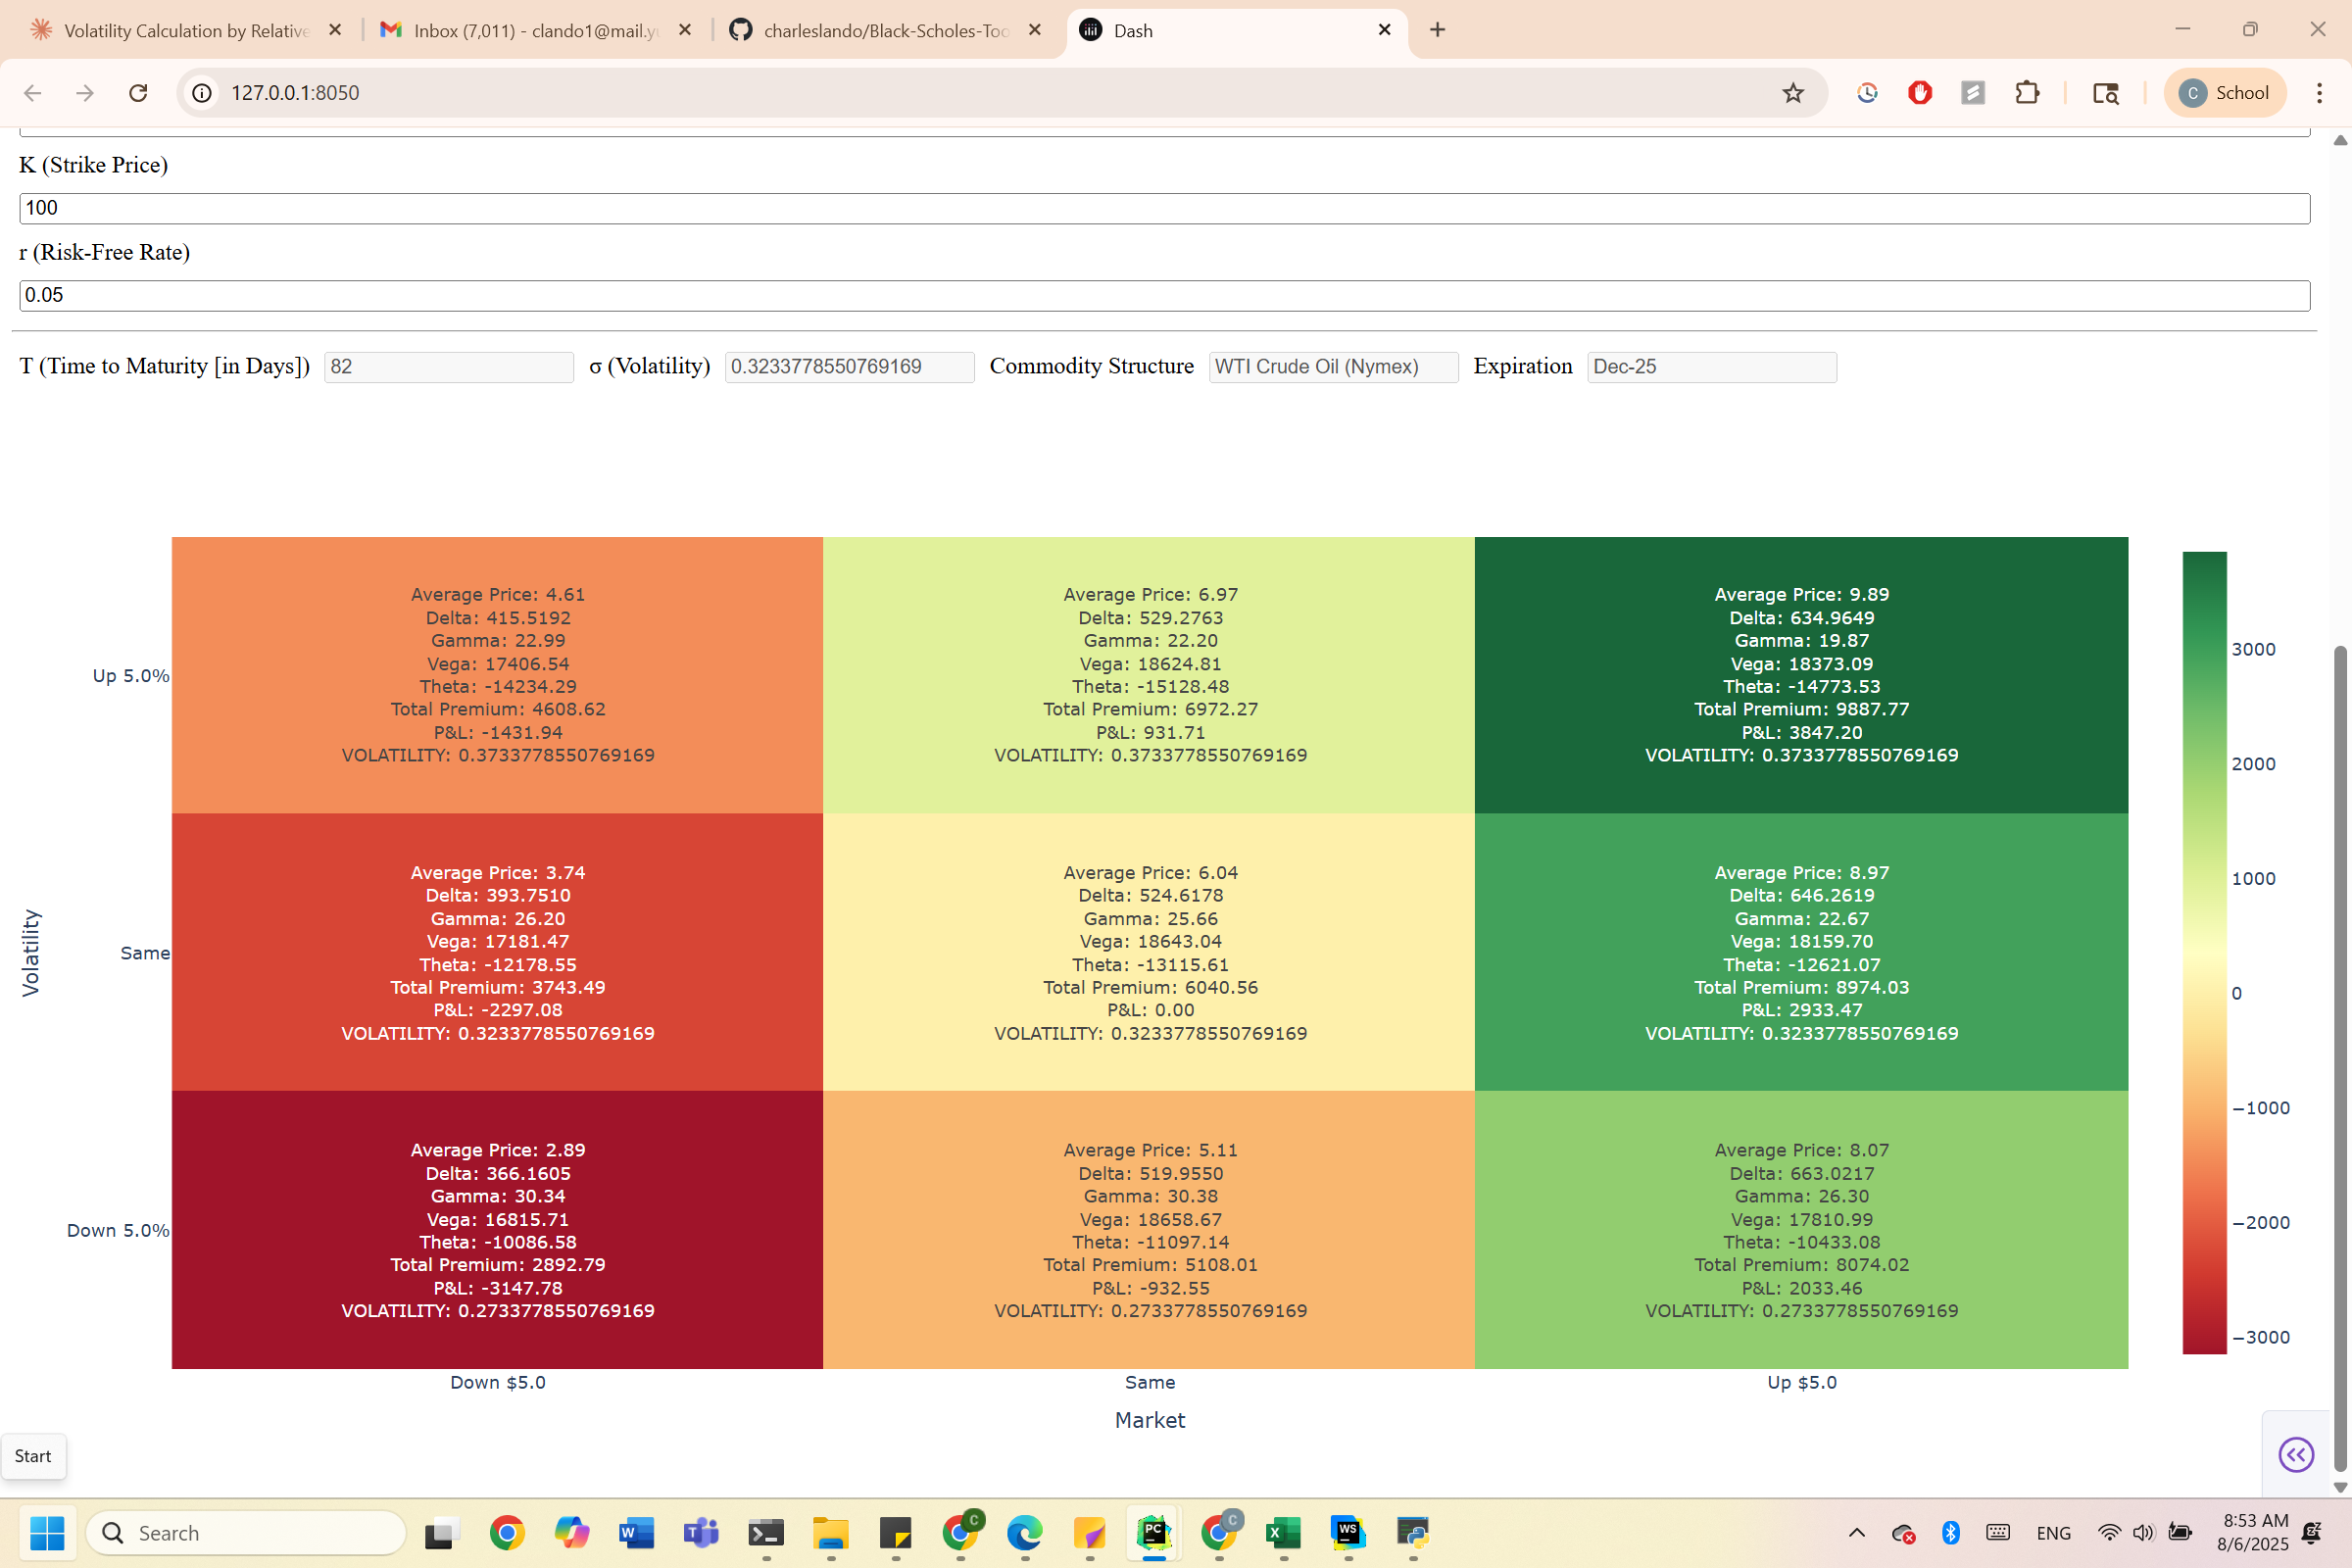 Volatility Calculation by Relative
Inbox (7,011) - clando1@mail.yu
charleslando/Black-Scholes-Too
Dash
127.0.0.1:8050
C
School
K (Strike Price)
100
r (Risk-Free Rate)
0.05
T (Time to Maturity [in Days])
82
σ (Volatility)
0.3233778550769169
Commodity Structure
WTI Crude Oil (Nymex)
Expiration
Dec-25
Volatility
Up 5.0%
Average Price: 4.61
Delta: 415.5192
Gamma: 22.99
Vega: 17406.54
Theta: -14234.29
Total Premium: 4608.62
P&L: -1431.94
VOLATILITY: 0.3733778550769169
Average Price: 6.97
Delta: 529.2763
Gamma: 22.20
Vega: 18624.81
Theta: -15128.48
Total Premium: 6972.27
P&L: 931.71
VOLATILITY: 0.3733778550769169
Average Price: 9.89
Delta: 634.9649
Gamma: 19.87
Vega: 18373.09
Theta: -14773.53
Total Premium: 9887.77
P&L: 3847.20
VOLATILITY: 0.3733778550769169
Same
Average Price: 3.74
Delta: 393.7510
Gamma: 26.20
Vega: 17181.47
Theta: -12178.55
Total Premium: 3743.49
P&L: -2297.08
VOLATILITY: 0.3233778550769169
Average Price: 6.04
Delta: 524.6178
Gamma: 25.66
Vega: 18643.04
Theta: -13115.61
Total Premium: 6040.56
P&L: 0.00
VOLATILITY: 0.3233778550769169
Average Price: 8.97
Delta: 646.2619
Gamma: 22.67
Vega: 18159.70
Theta: -12621.07
Total Premium: 8974.03
P&L: 2933.47
VOLATILITY: 0.3233778550769169
Down 5.0%
Average Price: 2.89
Delta: 366.1605
Gamma: 30.34
Vega: 16815.71
Theta: -10086.58
Total Premium: 2892.79
P&L: -3147.78
VOLATILITY: 0.2733778550769169
Average Price: 5.11
Delta: 519.9550
Gamma: 30.38
Vega: 18658.67
Theta: -11097.14
Total Premium: 5108.01
P&L: -932.55
VOLATILITY: 0.2733778550769169
Average Price: 8.07
Delta: 663.0217
Gamma: 26.30
Vega: 17810.99
Theta: -10433.08
Total Premium: 8074.02
P&L: 2033.46
VOLATILITY: 0.2733778550769169
Down $5.0
Same
Up $5.0
Market
3000
2000
1000
0
−1000
−2000
−3000
Start
Search
W
T
C
PC
C
X
WS
ENG
8:53 AM
8/6/2025